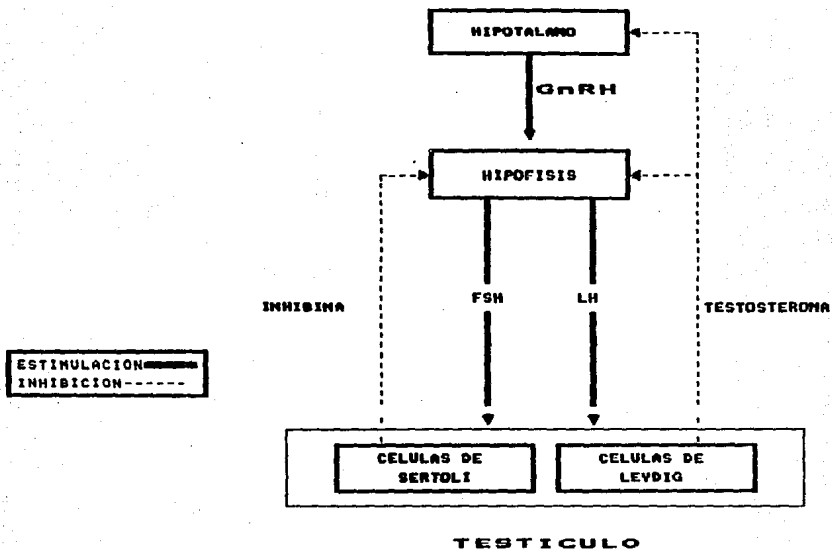 HIPOTALAMO
GnRH
HIPOFISIS
INHIBINA
FSH
LH
TESTOSTERONA
ESTIMULACION
INHIBICION
CELULAS DE
SERTOLI
CELULAS DE
LEYDIG
TESTICULO